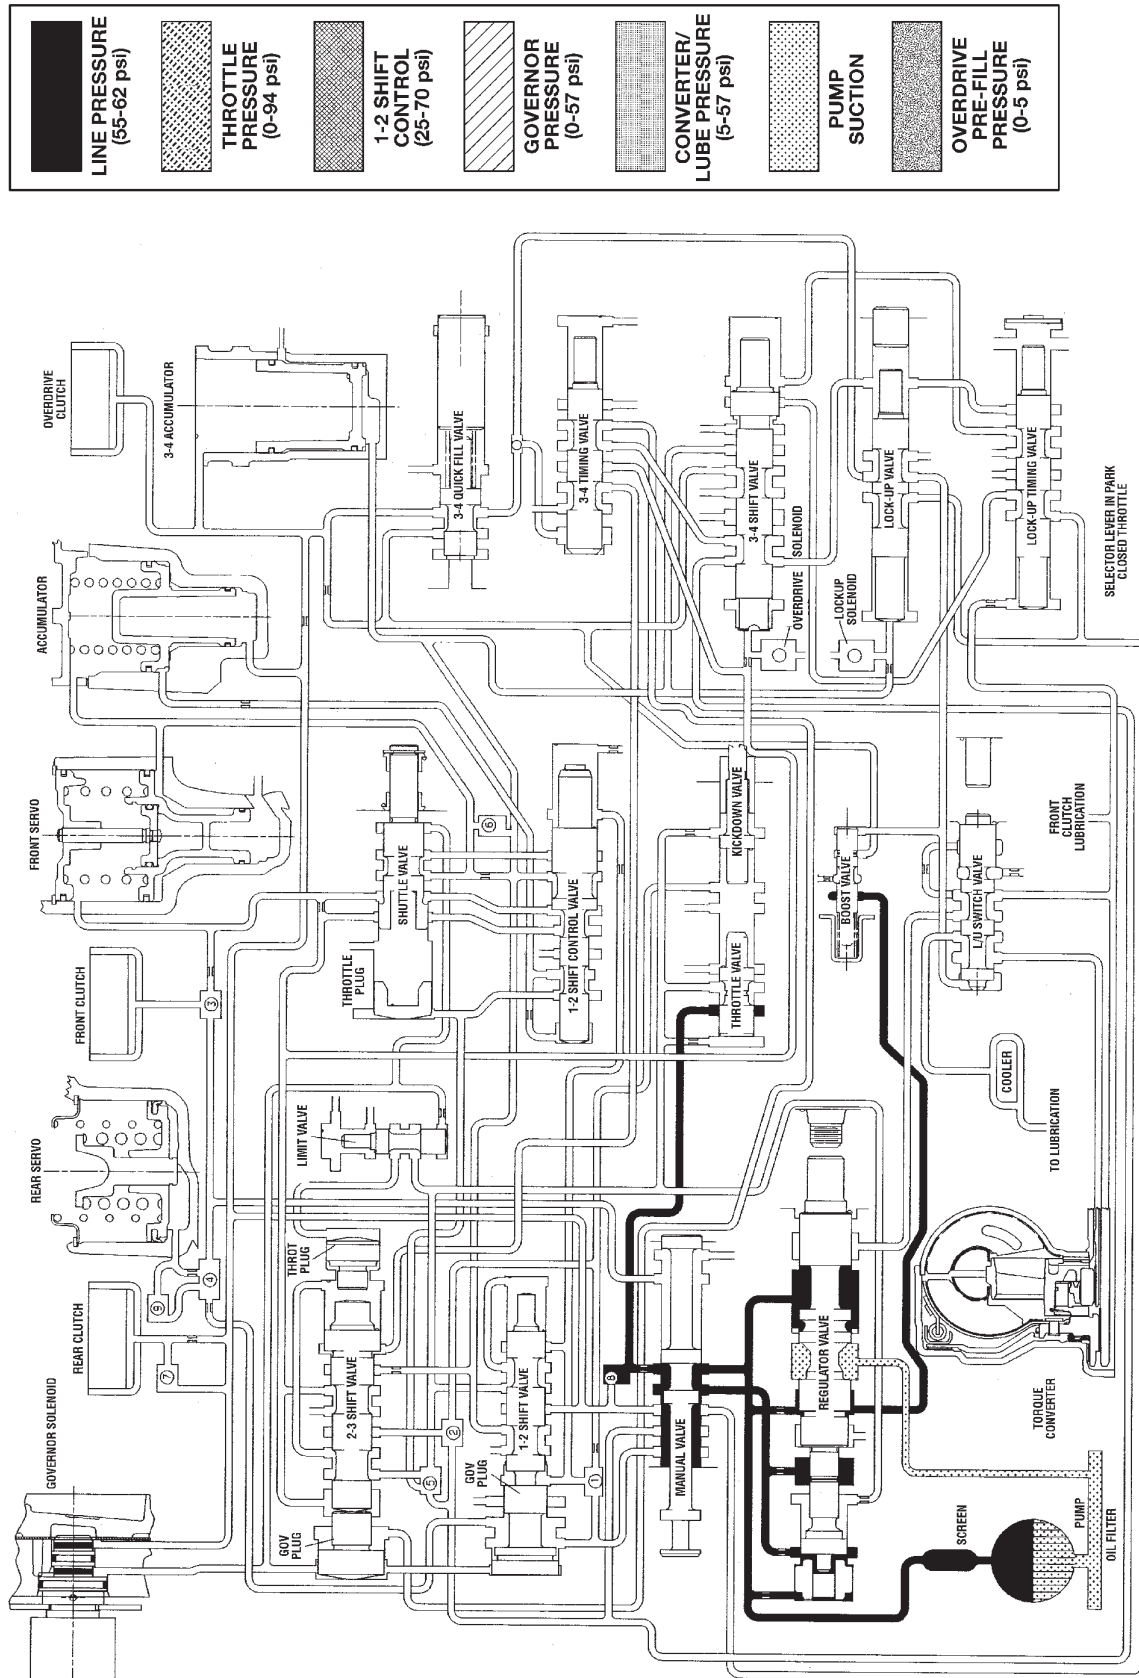 LINE PRESSURE
(55-62 psi)
THROTTLE
PRESSURE
(0-94 psi)
1-2 SHIFT
CONTROL
(25-70 psi)
GOVERNOR
PRESSURE
(0-57 psi)
CONVERTER/
LUBE PRESSURE
(5-57 psi)
PUMP
SUCTION
OVERDRIVE
PRE-FILL
PRESSURE
(0-5 psi)
GOVERNOR SOLENOID
REAR CLUTCH
REAR SERVO
FRONT CLUTCH
FRONT SERVO
ACCUMULATOR
OVERDRIVE
CLUTCH
3-4 ACCUMULATOR
7
9
4
3
GOV
PLUG
2-3 SHIFT VALVE
THROT
PLUG
LIMIT VALVE
THROTTLE
PLUG
SHUTTLE VALVE
3-4 QUICK FILL VALVE
5
2
6
GOV
PLUG
1-2 SHIFT VALVE
1
1-2 SHIFT CONTROL VALVE
3-4 TIMING VALVE
8
MANUAL VALVE
THROTTLE VALVE
KICKDOWN VALVE
3-4 SHIFT VALVE
OVERDRIVE
SOLENOID
REGULATOR VALVE
BOOST VALVE
LOCKUP
SOLENOID
LOCK-UP VALVE
SCREEN
L/U SWITCH VALVE
COOLER
LOCK-UP TIMING VALVE
TORQUE
CONVERTER
TO LUBRICATION
FRONT
CLUTCH
LUBRICATION
PUMP
OIL FILTER
SELECTOR LEVER IN PARK
CLOSED THROTTLE